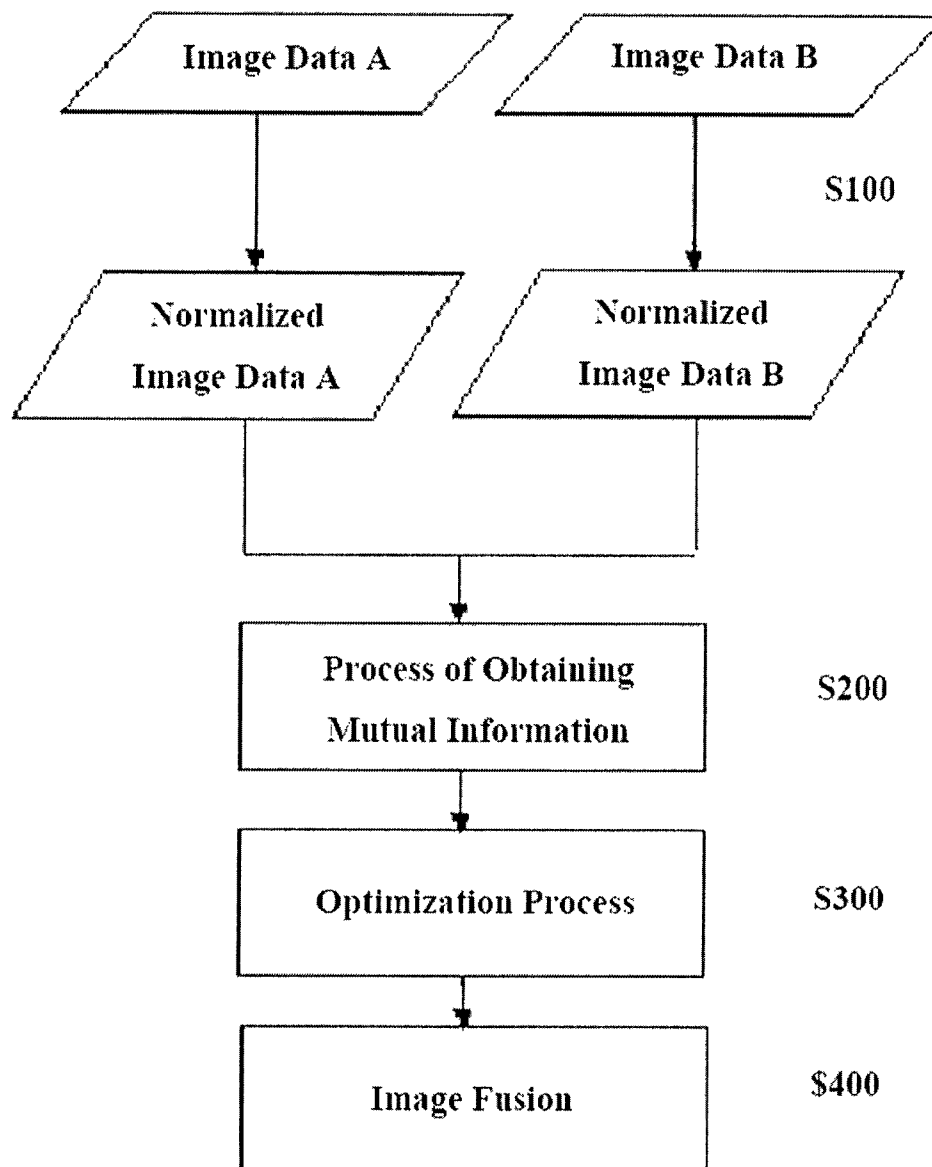 Image Data A
Image Data B
S100
Normalized
Image Data A
Normalized
Image Data B
Process of Obtaining
Mutual Information
S200
Optimization Process
S300
Image Fusion
$400